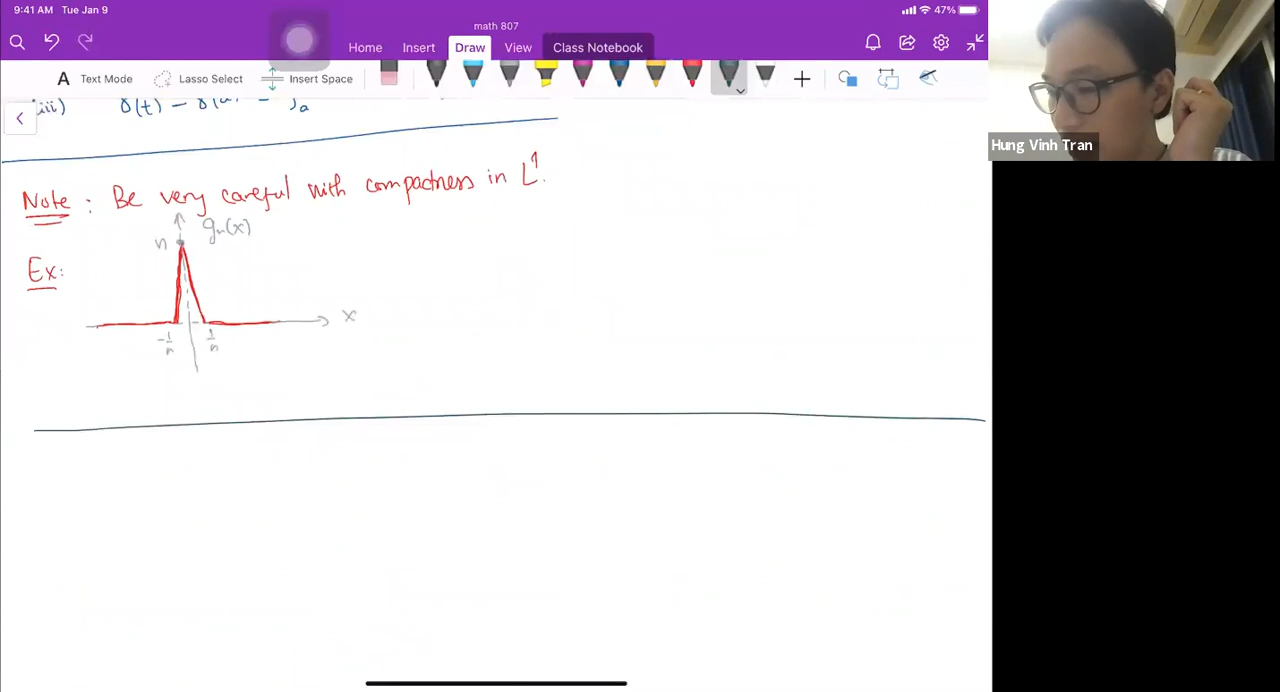 9:41 AM Tue Jan 9
47%
math 807
Home Insert Draw View Class Notebook
A Text Mode Lasso Select Insert Space
Hung Vinh Tran
Note: Be very careful with compactness in L¹.
n gₙ(x)
Ex:
x
-1/n 1/n